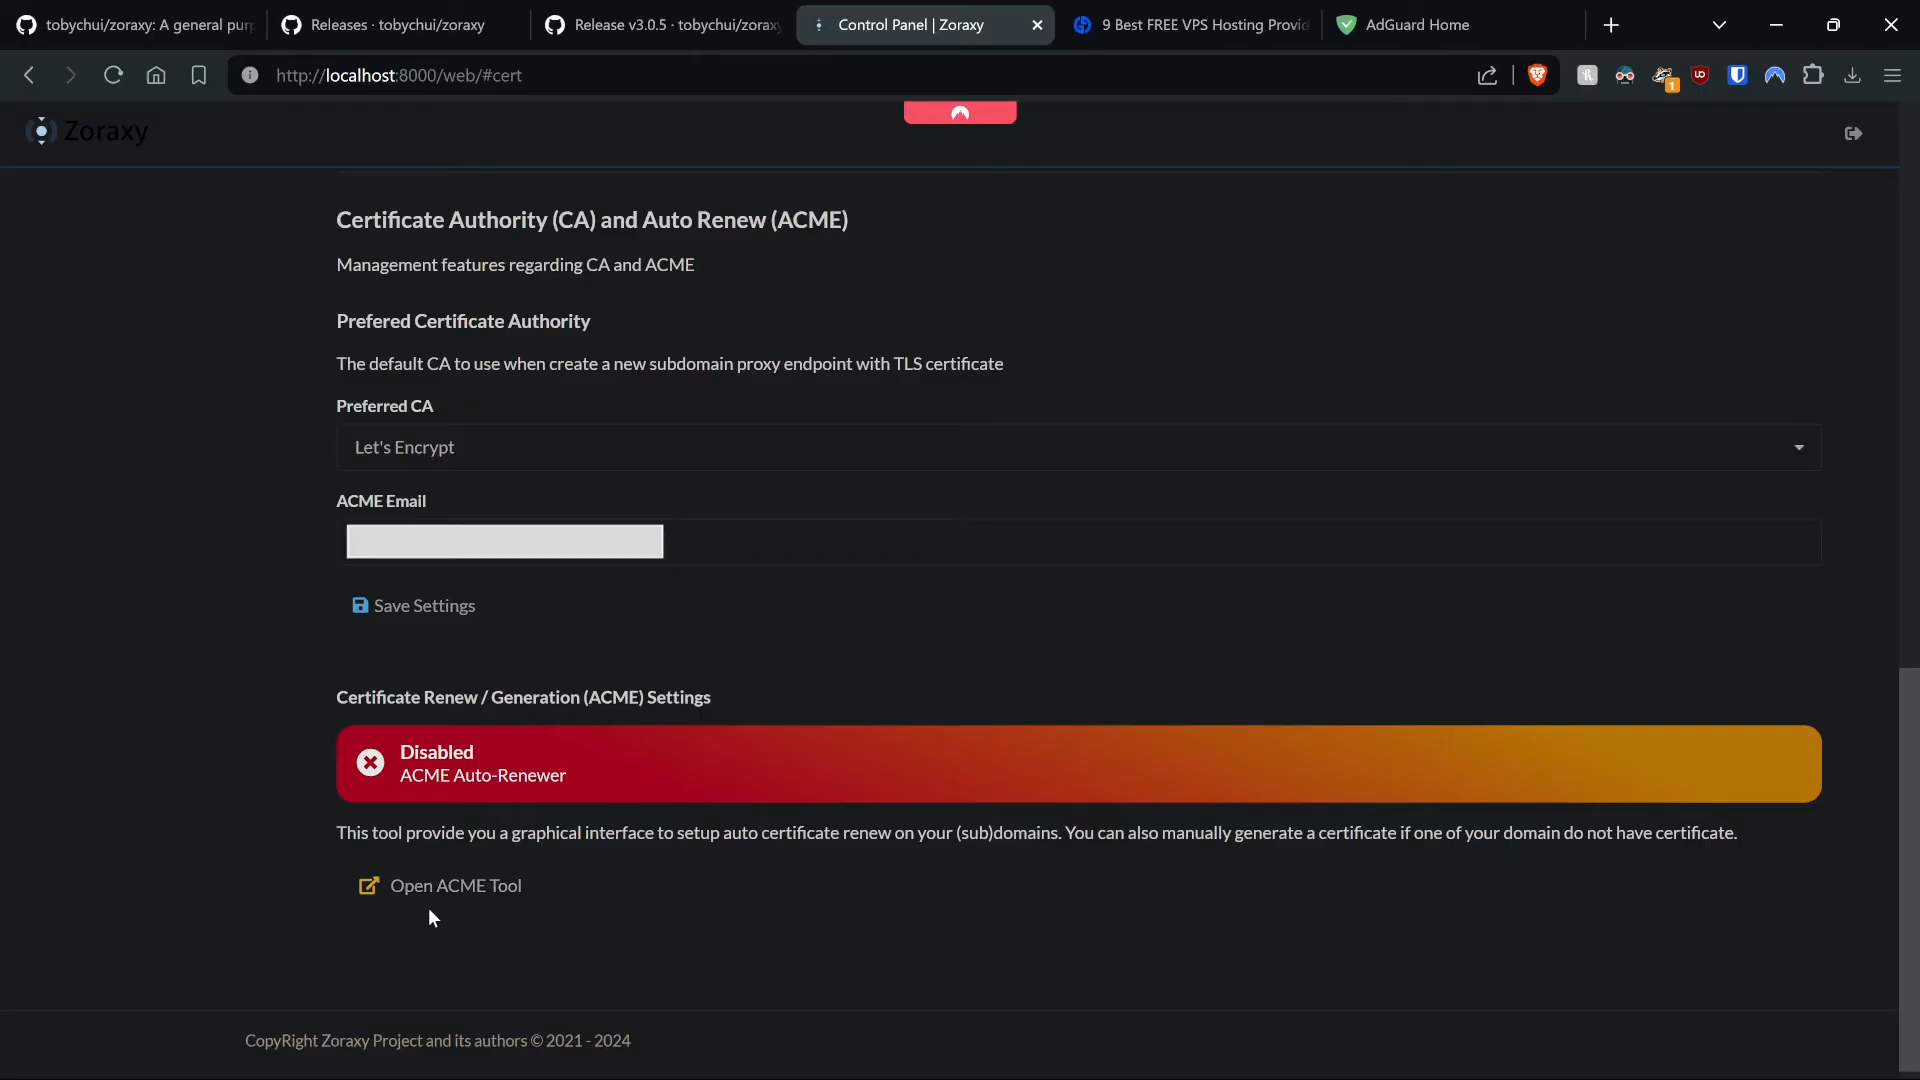 tobychui/zoraxy: A general pur
Releases · tobychui/zoraxy
Release v3.0.5 · tobychui/zoraxy
Control Panel | Zoraxy
9 Best FREE VPS Hosting Provid
AdGuard Home
http://localhost:8000/web/#cert
1
Zoraxy
Certificate Authority (CA) and Auto Renew (ACME)
Management features regarding CA and ACME
Prefered Certificate Authority
The default CA to use when create a new subdomain proxy endpoint with TLS certificate
Preferred CA
Let's Encrypt
ACME Email
Save Settings
Certificate Renew / Generation (ACME) Settings
Disabled
ACME Auto-Renewer
This tool provide you a graphical interface to setup auto certificate renew on your (sub)domains. You can also manually generate a certificate if one of your domain do not have certificate.
Open ACME Tool
CopyRight Zoraxy Project and its authors © 2021 - 2024